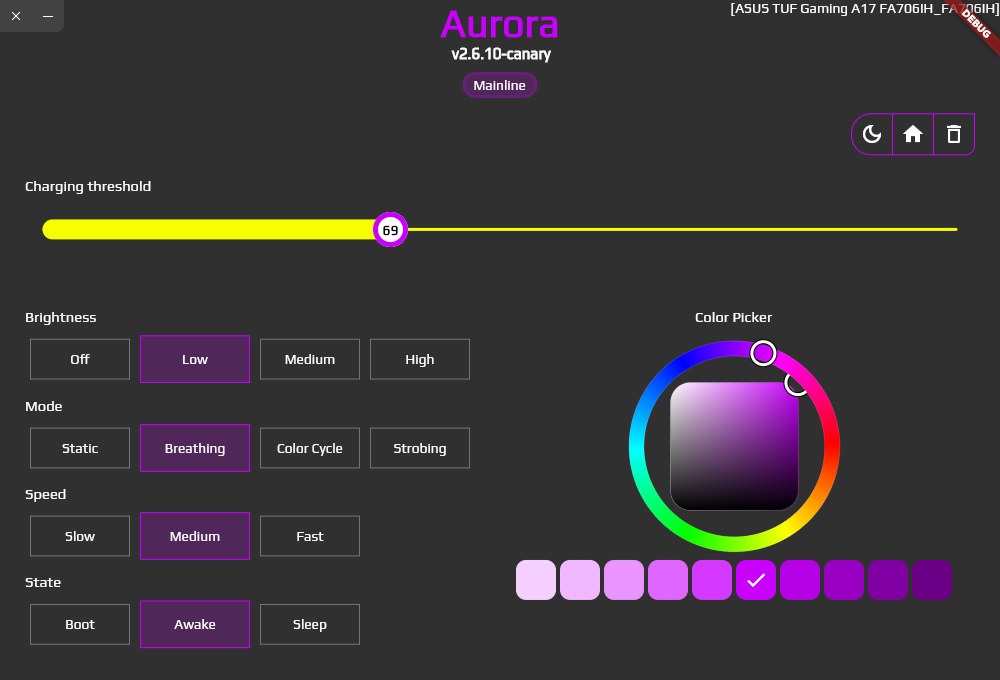 [ASUS TUF Gaming A17 FA706IH_FA706IH]
DEBUG
Aurora
v2.6.10-canary
Mainline
Charging threshold
69
Brightness
Off Low Medium High
Mode
Static Breathing Color Cycle Strobing
Speed
Slow Medium Fast
State
Boot Awake Sleep
Color Picker